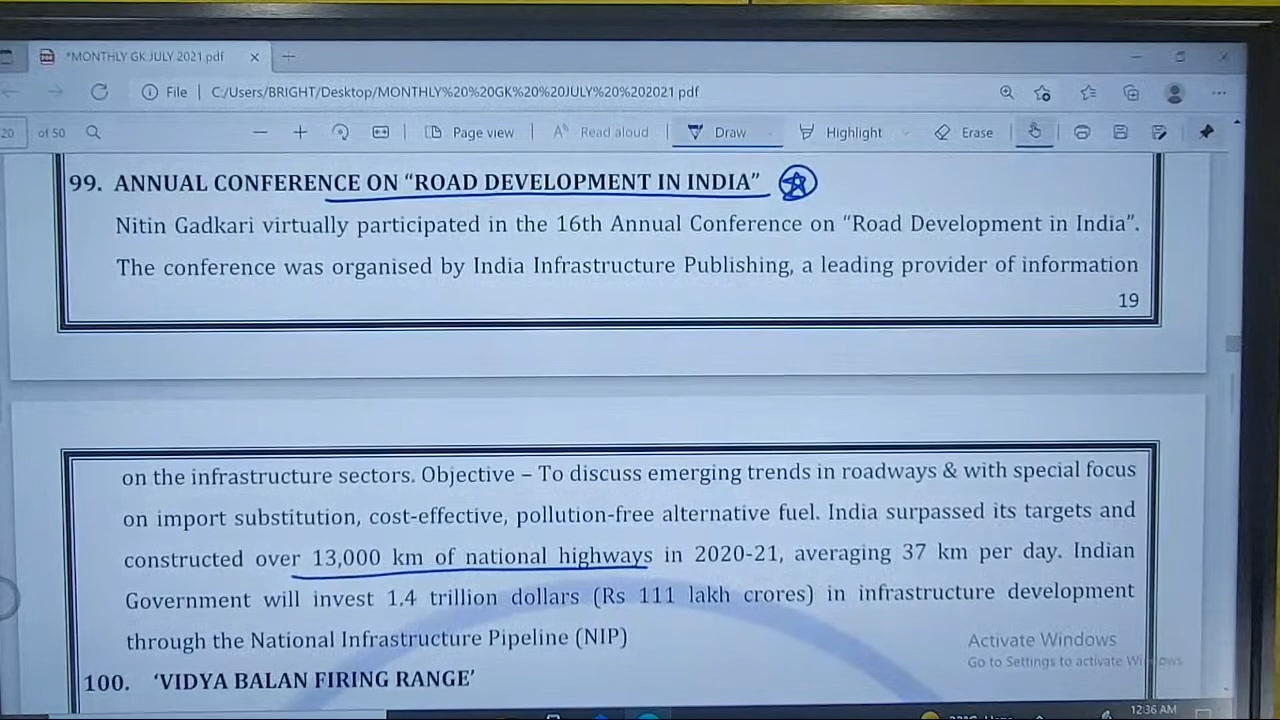 *MONTHLY GK JULY 2021.pdf
File | C:/Users/BRIGHT/Desktop/MONTHLY%20%20GK%20%20JULY%20%202021.pdf
20 of 50 Page view Read aloud Draw Highlight Erase
99. ANNUAL CONFERENCE ON “ROAD DEVELOPMENT IN INDIA”
Nitin Gadkari virtually participated in the 16th Annual Conference on “Road Development in India”.
The conference was organised by India Infrastructure Publishing, a leading provider of information
19
on the infrastructure sectors. Objective – To discuss emerging trends in roadways & with special focus
on import substitution, cost-effective, pollution-free alternative fuel. India surpassed its targets and
constructed over 13,000 km of national highways in 2020-21, averaging 37 km per day. Indian
Government will invest 1.4 trillion dollars (Rs 111 lakh crores) in infrastructure development
through the National Infrastructure Pipeline (NIP)
Activate Windows
Go to Settings to activate Windows
100. ‘VIDYA BALAN FIRING RANGE’
12:36 AM